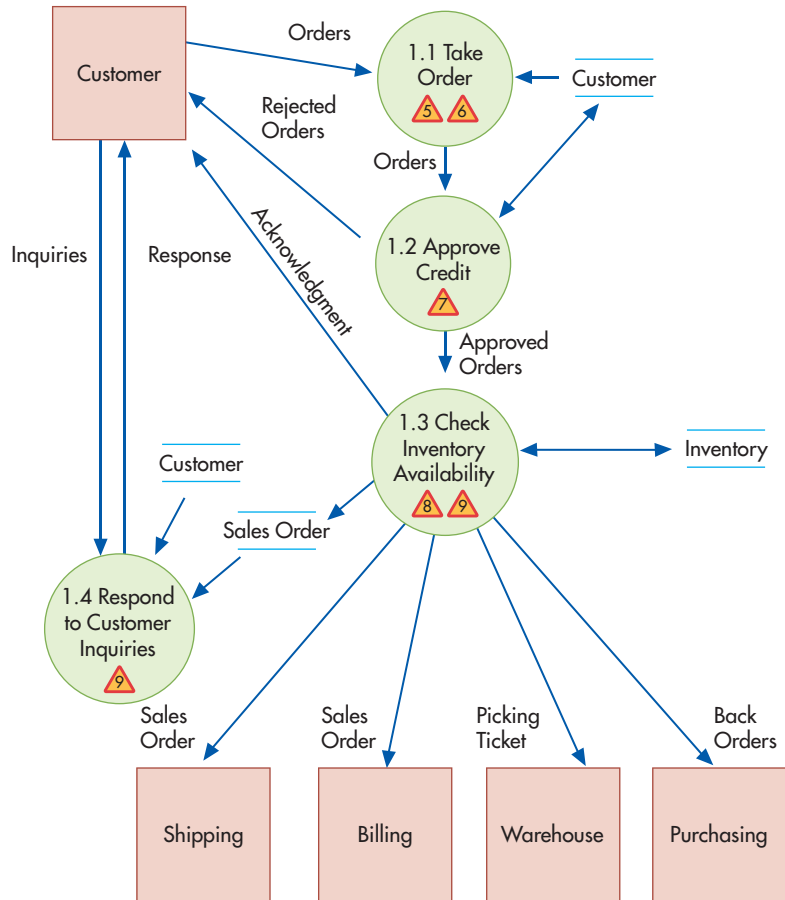 Customer
Orders
1.1 Take
Order
5 6
Customer
Rejected
Orders
Orders
Acknowledgment
Inquiries
Response
1.2 Approve
Credit
7
Approved
Orders
1.3 Check
Inventory
Availability
8 9
Inventory
Customer
Sales Order
1.4 Respond
to Customer
Inquiries
9
Sales
Order
Sales
Order
Picking
Ticket
Back
Orders
Shipping
Billing
Warehouse
Purchasing